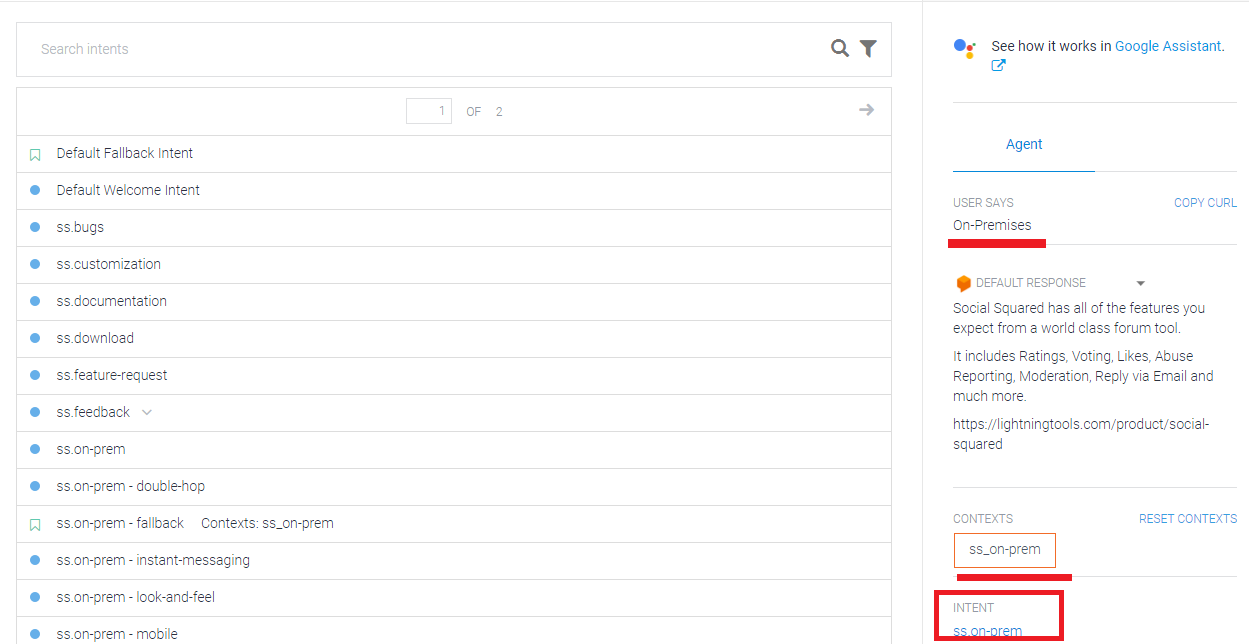 Search intents
1 OF 2
Default Fallback Intent
Default Welcome Intent
ss.bugs
ss.customization
ss.documentation
ss.download
ss.feature-request
ss.feedback
ss.on-prem
ss.on-prem - double-hop
ss.on-prem - fallback Contexts: ss_on-prem
ss.on-prem - instant-messaging
ss.on-prem - look-and-feel
ss.on-prem - mobile
See how it works in Google Assistant.
Agent
USER SAYS COPY CURL
On-Premises
DEFAULT RESPONSE
Social Squared has all of the features you
expect from a world class forum tool.
It includes Ratings, Voting, Likes, Abuse
Reporting, Moderation, Reply via Email and
much more.
https://lightningtools.com/product/social-
squared
CONTEXTS RESET CONTEXTS
ss_on-prem
INTENT
ss.on-prem